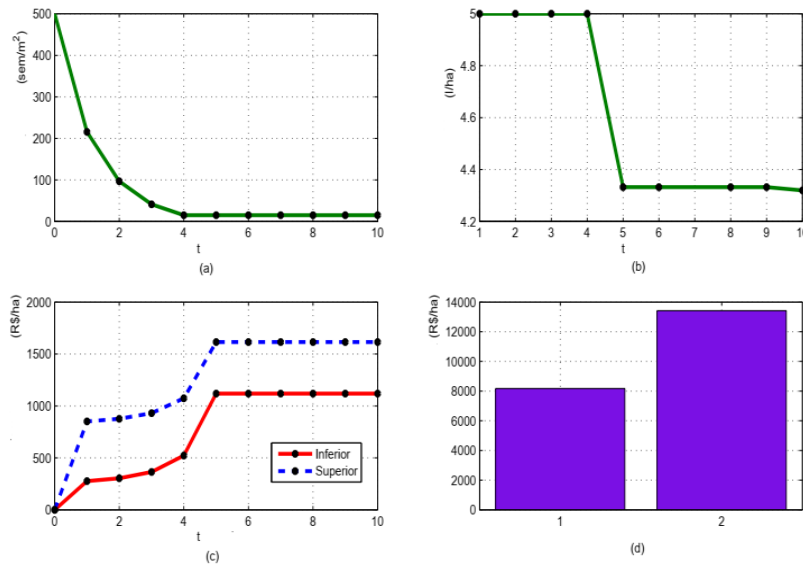 (sem/m²)
500
400
300
200
100
0
0 2 4 6 8 10
t
(a)
(l/ha)
5
4.8
4.6
4.4
4.2
1 2 3 4 5 6 7 8 9 10
t
(b)
(R$/ha)
2000
1500
1000
500
0
0 2 4 6 8 10
t
Inferior
Superior
(c)
(R$/ha)
14000
12000
10000
8000
6000
4000
2000
0
1 2
(d)